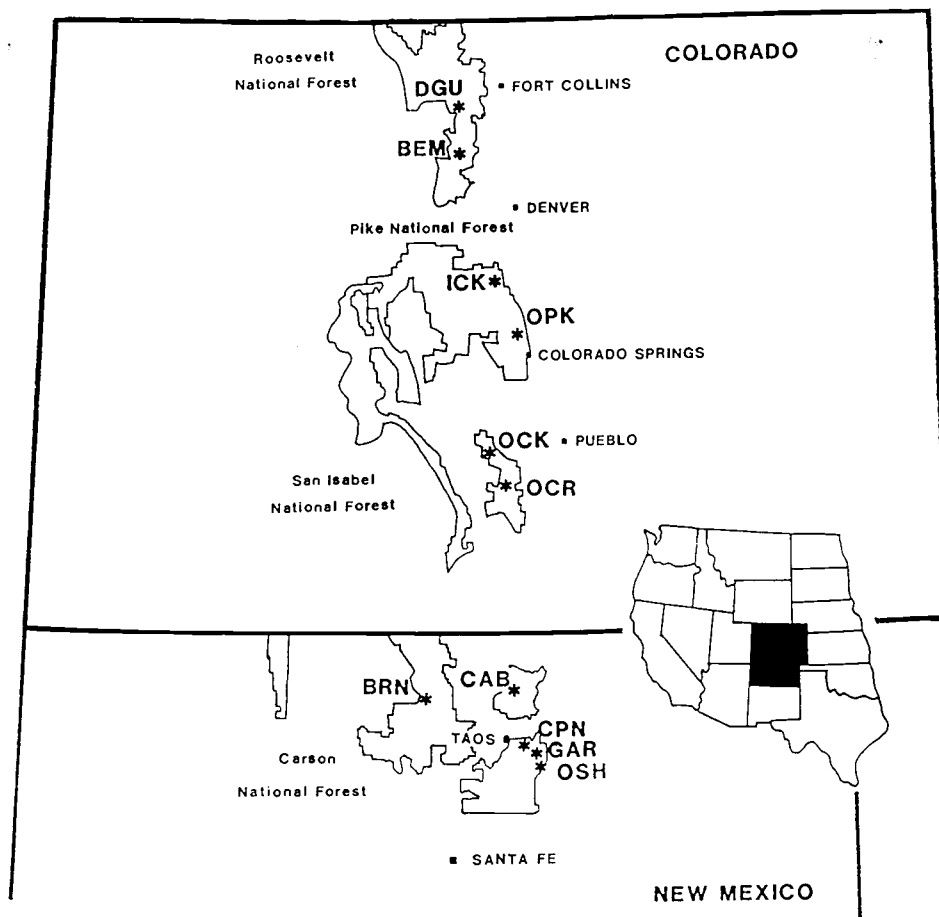 COLORADO
Roosevelt
National Forest
DGU
FORT COLLINS
BEM
DENVER
Pike National Forest
ICK
OPK
COLORADO SPRINGS
OCK
PUEBLO
San Isabel
National Forest
OCR
BRN
CAB
TAOS
CPN
GAR
OSH
Carson
National Forest
SANTA FE
NEW MEXICO